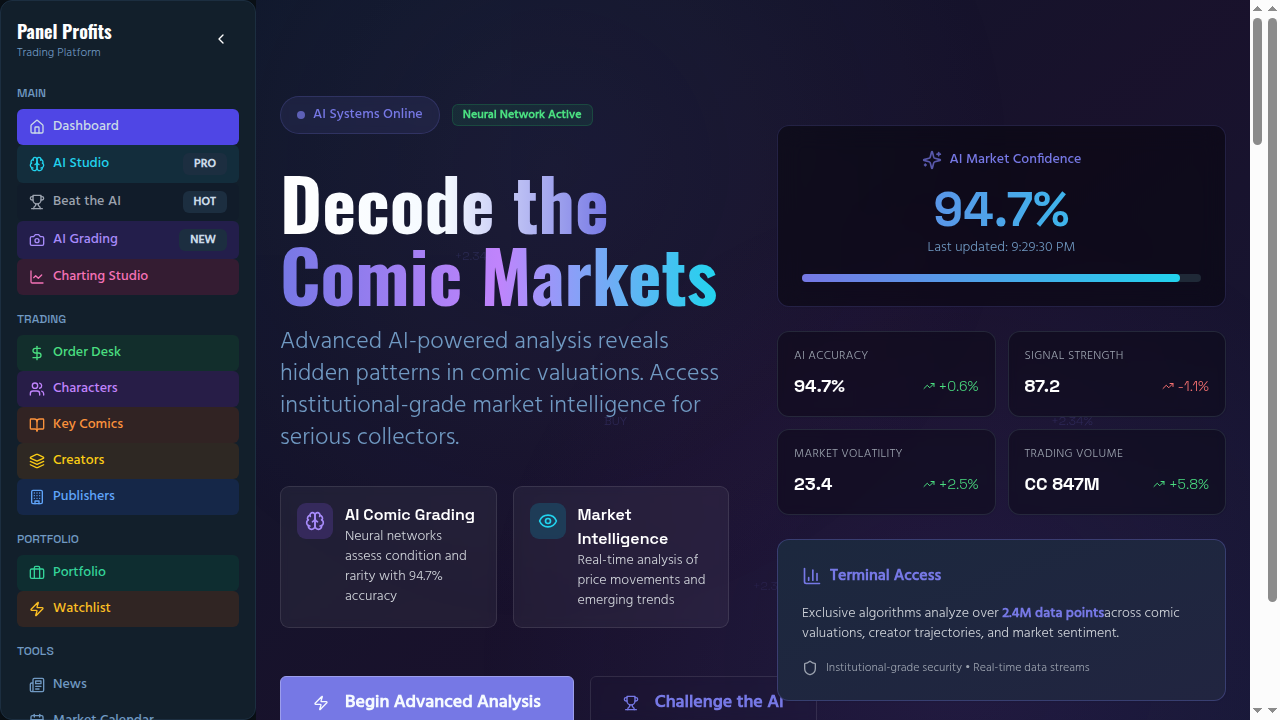 Panel Profits
Trading Platform
MAIN
Dashboard
AI Studio
PRO
Beat the AI
HOT
AI Grading
NEW
Charting Studio
TRADING
Order Desk
Characters
Key Comics
Creators
Publishers
PORTFOLIO
Portfolio
Watchlist
TOOLS
News
Market Calendar
AI Systems Online
Neural Network Active
Decode the
Comic Markets
Advanced AI-powered analysis reveals
hidden patterns in comic valuations. Access
institutional-grade market intelligence for
serious collectors.
BUY
AI Comic Grading
Neural networks
assess condition and
rarity with 94.7%
accuracy
Market
Intelligence
Real-time analysis of
price movements and
emerging trends
Begin Advanced Analysis
Challenge the AI
AI Market Confidence
94.7%
Last updated: 9:29:30 PM
AI ACCURACY
94.7%
+0.6%
SIGNAL STRENGTH
87.2
-1.1%
+2.34%
MARKET VOLATILITY
23.4
+2.5%
TRADING VOLUME
CC 847M
+5.8%
Terminal Access
Exclusive algorithms analyze over 2.4M data pointsacross comic
valuations, creator trajectories, and market sentiment.
Institutional-grade security • Real-time data streams